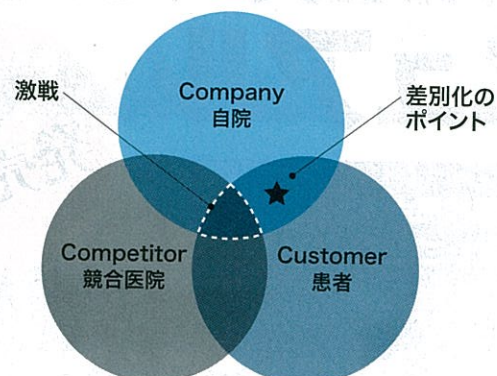 Company
自院
激戦
差別化の
ポイント
Competitor
競合医院
Customer
患者